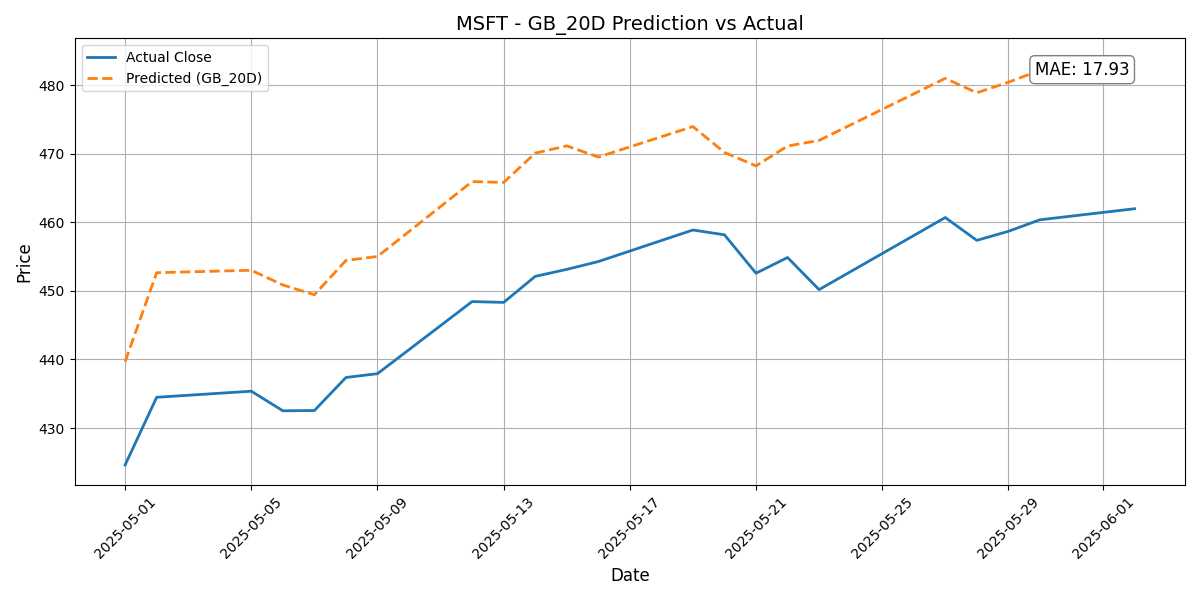 MSFT - GB_20D Prediction vs Actual
Actual Close
Predicted (GB_20D)
MAE: 17.93
Price
480
470
460
450
440
430
2025-05-01
2025-05-05
2025-05-09
2025-05-13
2025-05-17
2025-05-21
2025-05-25
2025-05-29
2025-06-01
Date